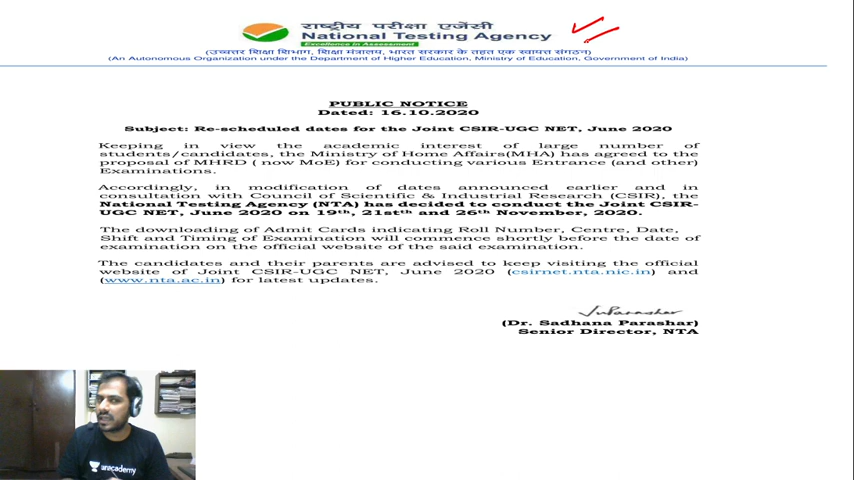 राष्ट्रीय परीक्षा एजेंसी
National Testing Agency
Excellence in Assessment
(उच्चतर शिक्षा विभाग, शिक्षा मंत्रालय, भारत सरकार के तहत एक स्वायत्त संगठन)
(An Autonomous Organization under the Department of Higher Education, Ministry of Education, Government of India)
PUBLIC NOTICE
Dated: 16.10.2020
Subject: Re-scheduled dates for the Joint CSIR-UGC NET, June 2020
Keeping in view the academic interest of large number of
students/candidates, the Ministry of Home Affairs(MHA) has agreed to the
proposal of MHRD ( now MoE) for conducting various Entrance (and other)
Examinations.
Accordingly, in modification of dates announced earlier and in
consultation with Council of Scientific & Industrial Research (CSIR), the
National Testing Agency (NTA) has decided to conduct the Joint CSIR-
UGC NET, June 2020 on 19th, 21stth and 26th November, 2020.
The downloading of Admit Cards indicating Roll Number, Centre, Date,
Shift and Timing of Examination will commence shortly before the date of
examination on the official website of the said examination.
The candidates and their parents are advised to keep visiting the official
website of Joint CSIR-UGC NET, June 2020 (csirnet.nta.nic.in) and
(www.nta.ac.in) for latest updates.
(Dr. Sadhana Parashar)
Senior Director, NTA
unacademy